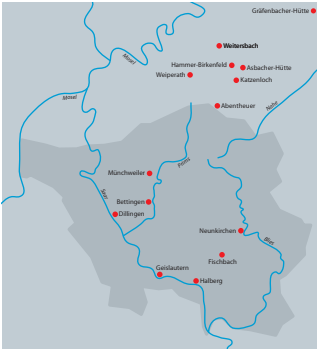 Gräfenbacher-Hütte
Weitersbach
Mosel
Hammer-Birkenfeld
Asbacher-Hütte
Weiperath
Katzenloch
Mosel
Abentheuer
Nahe
Prims
Münchweiler
Saar
Bettingen
Dillingen
Neunkirchen
Blies
Fischbach
Geislautern
Halberg